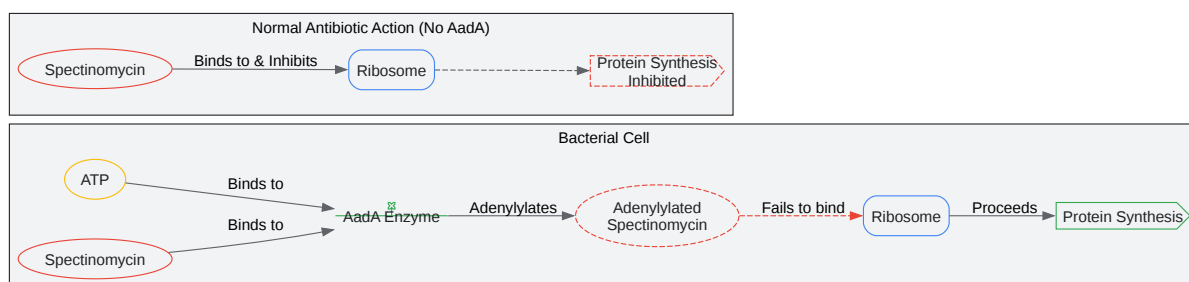 Normal Antibiotic Action (No AadA)
Spectinomycin
Binds to & Inhibits
Ribosome
Protein Synthesis
Inhibited
Bacterial Cell
ATP
Binds to
Spectinomycin
Binds to
AadA Enzyme
Adenylylates
Adenylylated
Spectinomycin
Fails to bind
Ribosome
Proceeds
Protein Synthesis